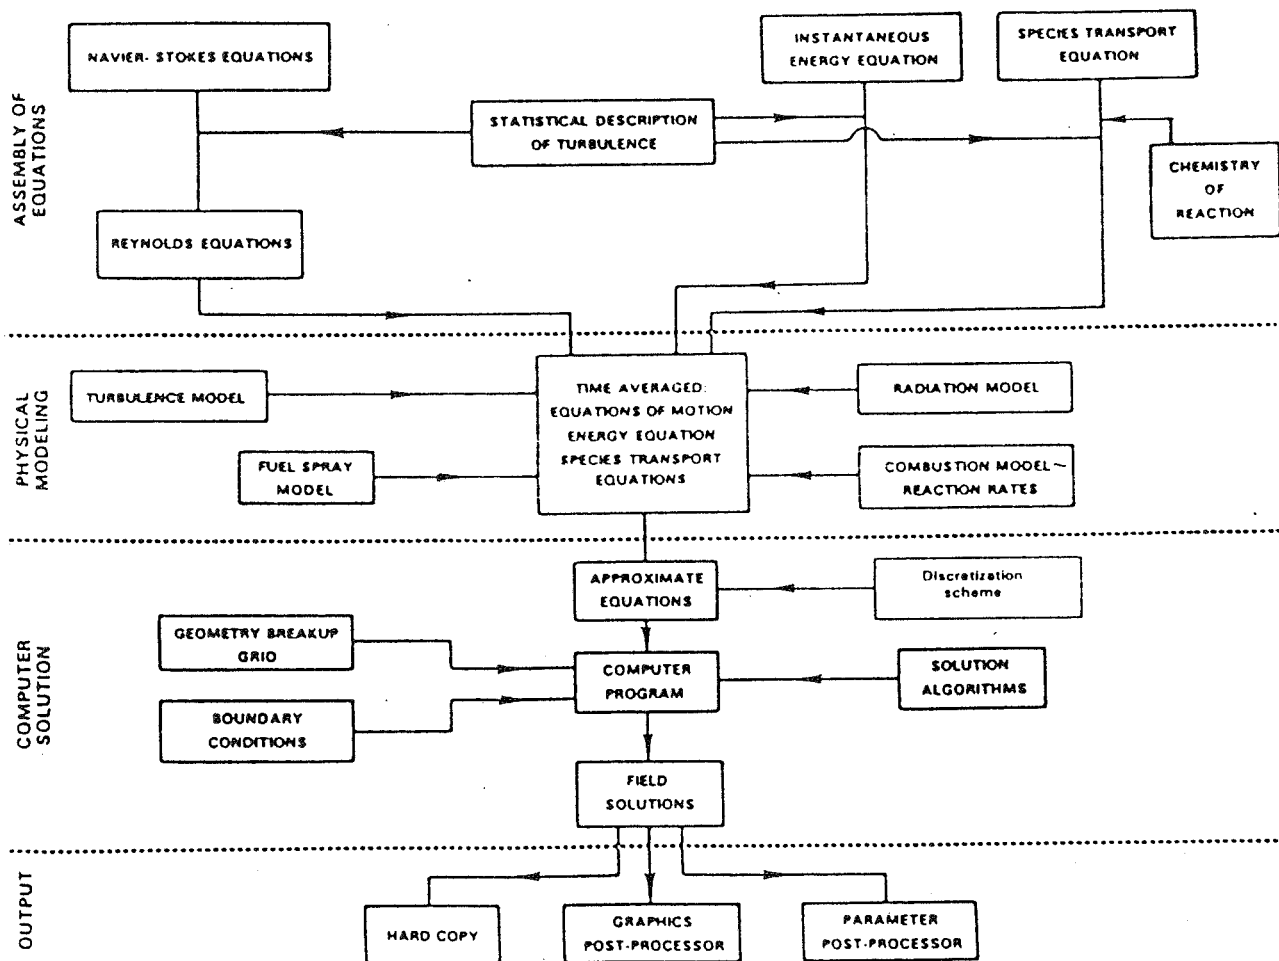 ASSEMBLY OF
EQUATIONS
NAVIER- STOKES EQUATIONS
INSTANTANEOUS
ENERGY EQUATION
SPECIES TRANSPORT
EQUATION
STATISTICAL DESCRIPTION
OF TURBULENCE
CHEMISTRY
OF
REACTION
REYNOLDS EQUATIONS
PHYSICAL
MODELING
TURBULENCE MODEL
FUEL SPRAY
MODEL
TIME AVERAGED:
EQUATIONS OF MOTION
ENERGY EQUATION
SPECIES TRANSPORT
EQUATIONS
RADIATION MODEL
COMBUSTION MODEL~
REACTION RATES
COMPUTER
SOLUTION
APPROXIMATE
EQUATIONS
Discretization
scheme
GEOMETRY BREAKUP
GRID
COMPUTER
PROGRAM
SOLUTION
ALGORITHMS
BOUNDARY
CONDITIONS
FIELD
SOLUTIONS
OUTPUT
HARD COPY
GRAPHICS
POST-PROCESSOR
PARAMETER
POST-PROCESSOR